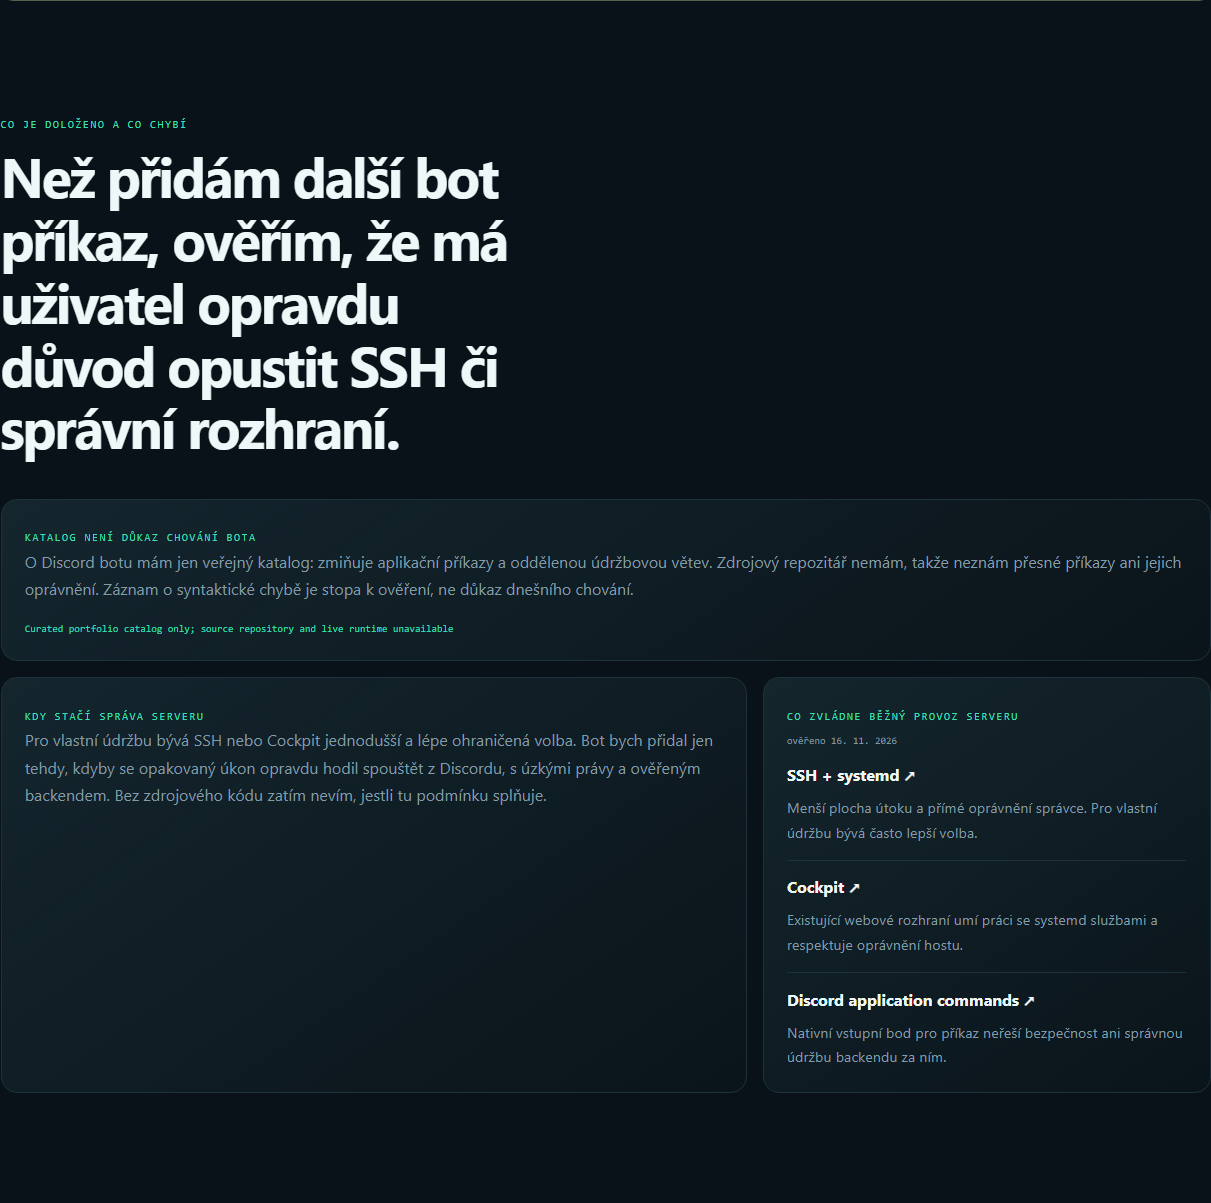 CO JE DOLOŽENO A CO CHYBÍ
Než přidám další bot
příkaz, ověřím, že má
uživatel opravdu
důvod opustit SSH či
správní rozhraní.
KATALOG NENÍ DŮKAZ CHOVÁNÍ BOTA
O Discord botu mám jen veřejný katalog: zmiňuje aplikační příkazy a oddělenou údržbovou větev. Zdrojový repozitář nemám, takže neznám přesné příkazy ani jejich
oprávnění. Záznam o syntaktické chybě je stopa k ověření, ne důkaz dnešního chování.
Curated portfolio catalog only; source repository and live runtime unavailable
KDY STAČÍ SPRÁVA SERVERU
Pro vlastní údržbu bývá SSH nebo Cockpit jednodušší a lépe ohraničená volba. Bot bych přidal jen
tehdy, kdyby se opakovaný úkon opravdu hodil spouštět z Discordu, s úzkými právy a ověřeným
backendem. Bez zdrojového kódu zatím nevím, jestli tu podmínku splňuje.
CO ZVLÁDNE BĚŽNÝ PROVOZ SERVERU
ověřeno 16. 11. 2026
SSH + systemd ↗
Menší plocha útoku a přímé oprávnění správce. Pro vlastní
údržbu bývá často lepší volba.
Cockpit ↗
Existující webové rozhraní umí práci se systemd službami a
respektuje oprávnění hostu.
Discord application commands ↗
Nativní vstupní bod pro příkaz neřeší bezpečnost ani správnou
údržbu backendu za ním.